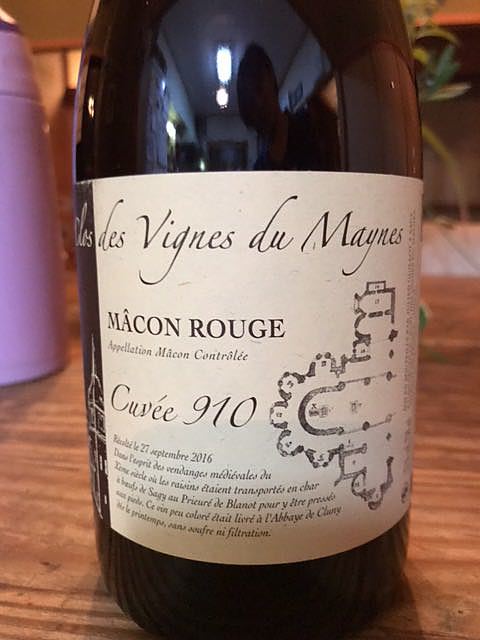 Clos des Vignes du Maynes
MÂCON ROUGE
Appellation Mâcon Contrôlée
Cuvée 910
Récolté le 27 septembre 2016
Dans l'esprit des vendanges médiévales du
Xème siècle où les raisins étaient transportés en char
à bœufs de Sagy au Prieuré de Blanot pour y être pressés
aux pieds. Ce vin peu coloré était livré à l'Abbaye de Cluny
dès le printemps, sans soufre ni filtration.